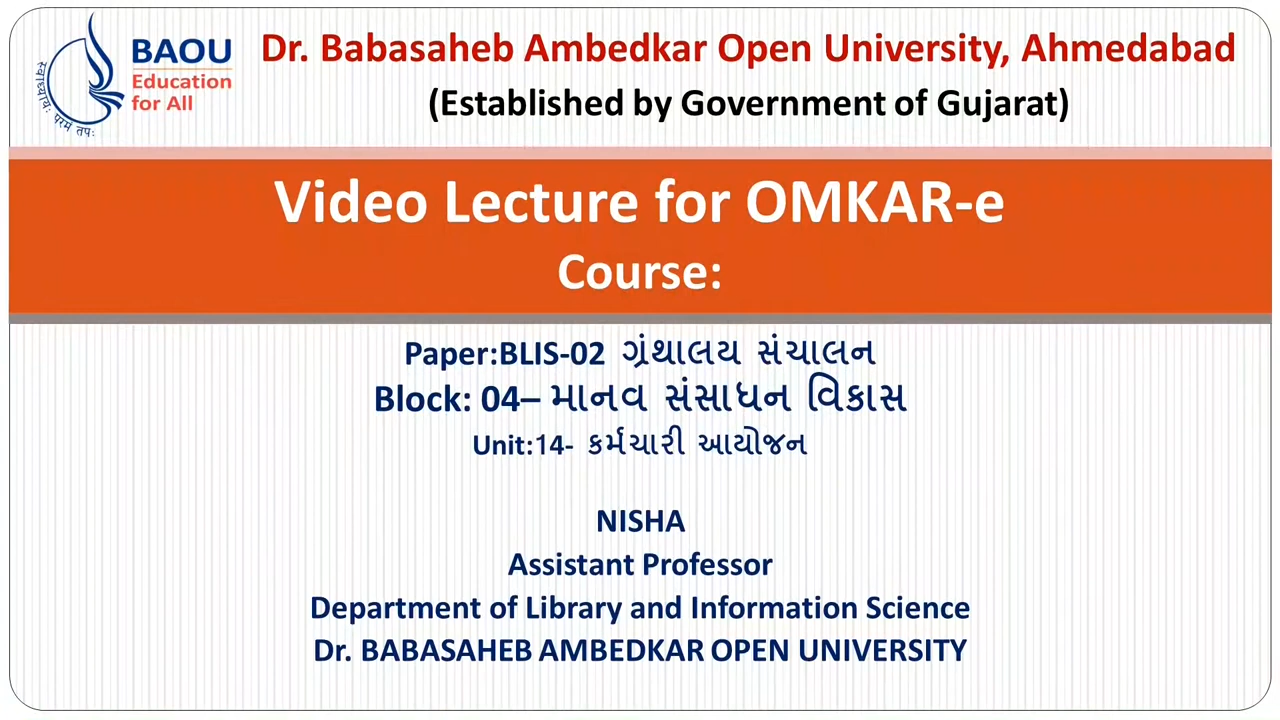 BAOU
Education
for All
સ્વાધ્યાયઃ પરમં તપઃ
Dr. Babasaheb Ambedkar Open University, Ahmedabad
(Established by Government of Gujarat)
Video Lecture for OMKAR-e
Course:
Paper:BLIS-02 ગ્રંથાલય સંચાલન
Block: 04– માનવ સંસાધન વિકાસ
Unit:14- કર્મચારી આયોજન
NISHA
Assistant Professor
Department of Library and Information Science
Dr. BABASAHEB AMBEDKAR OPEN UNIVERSITY